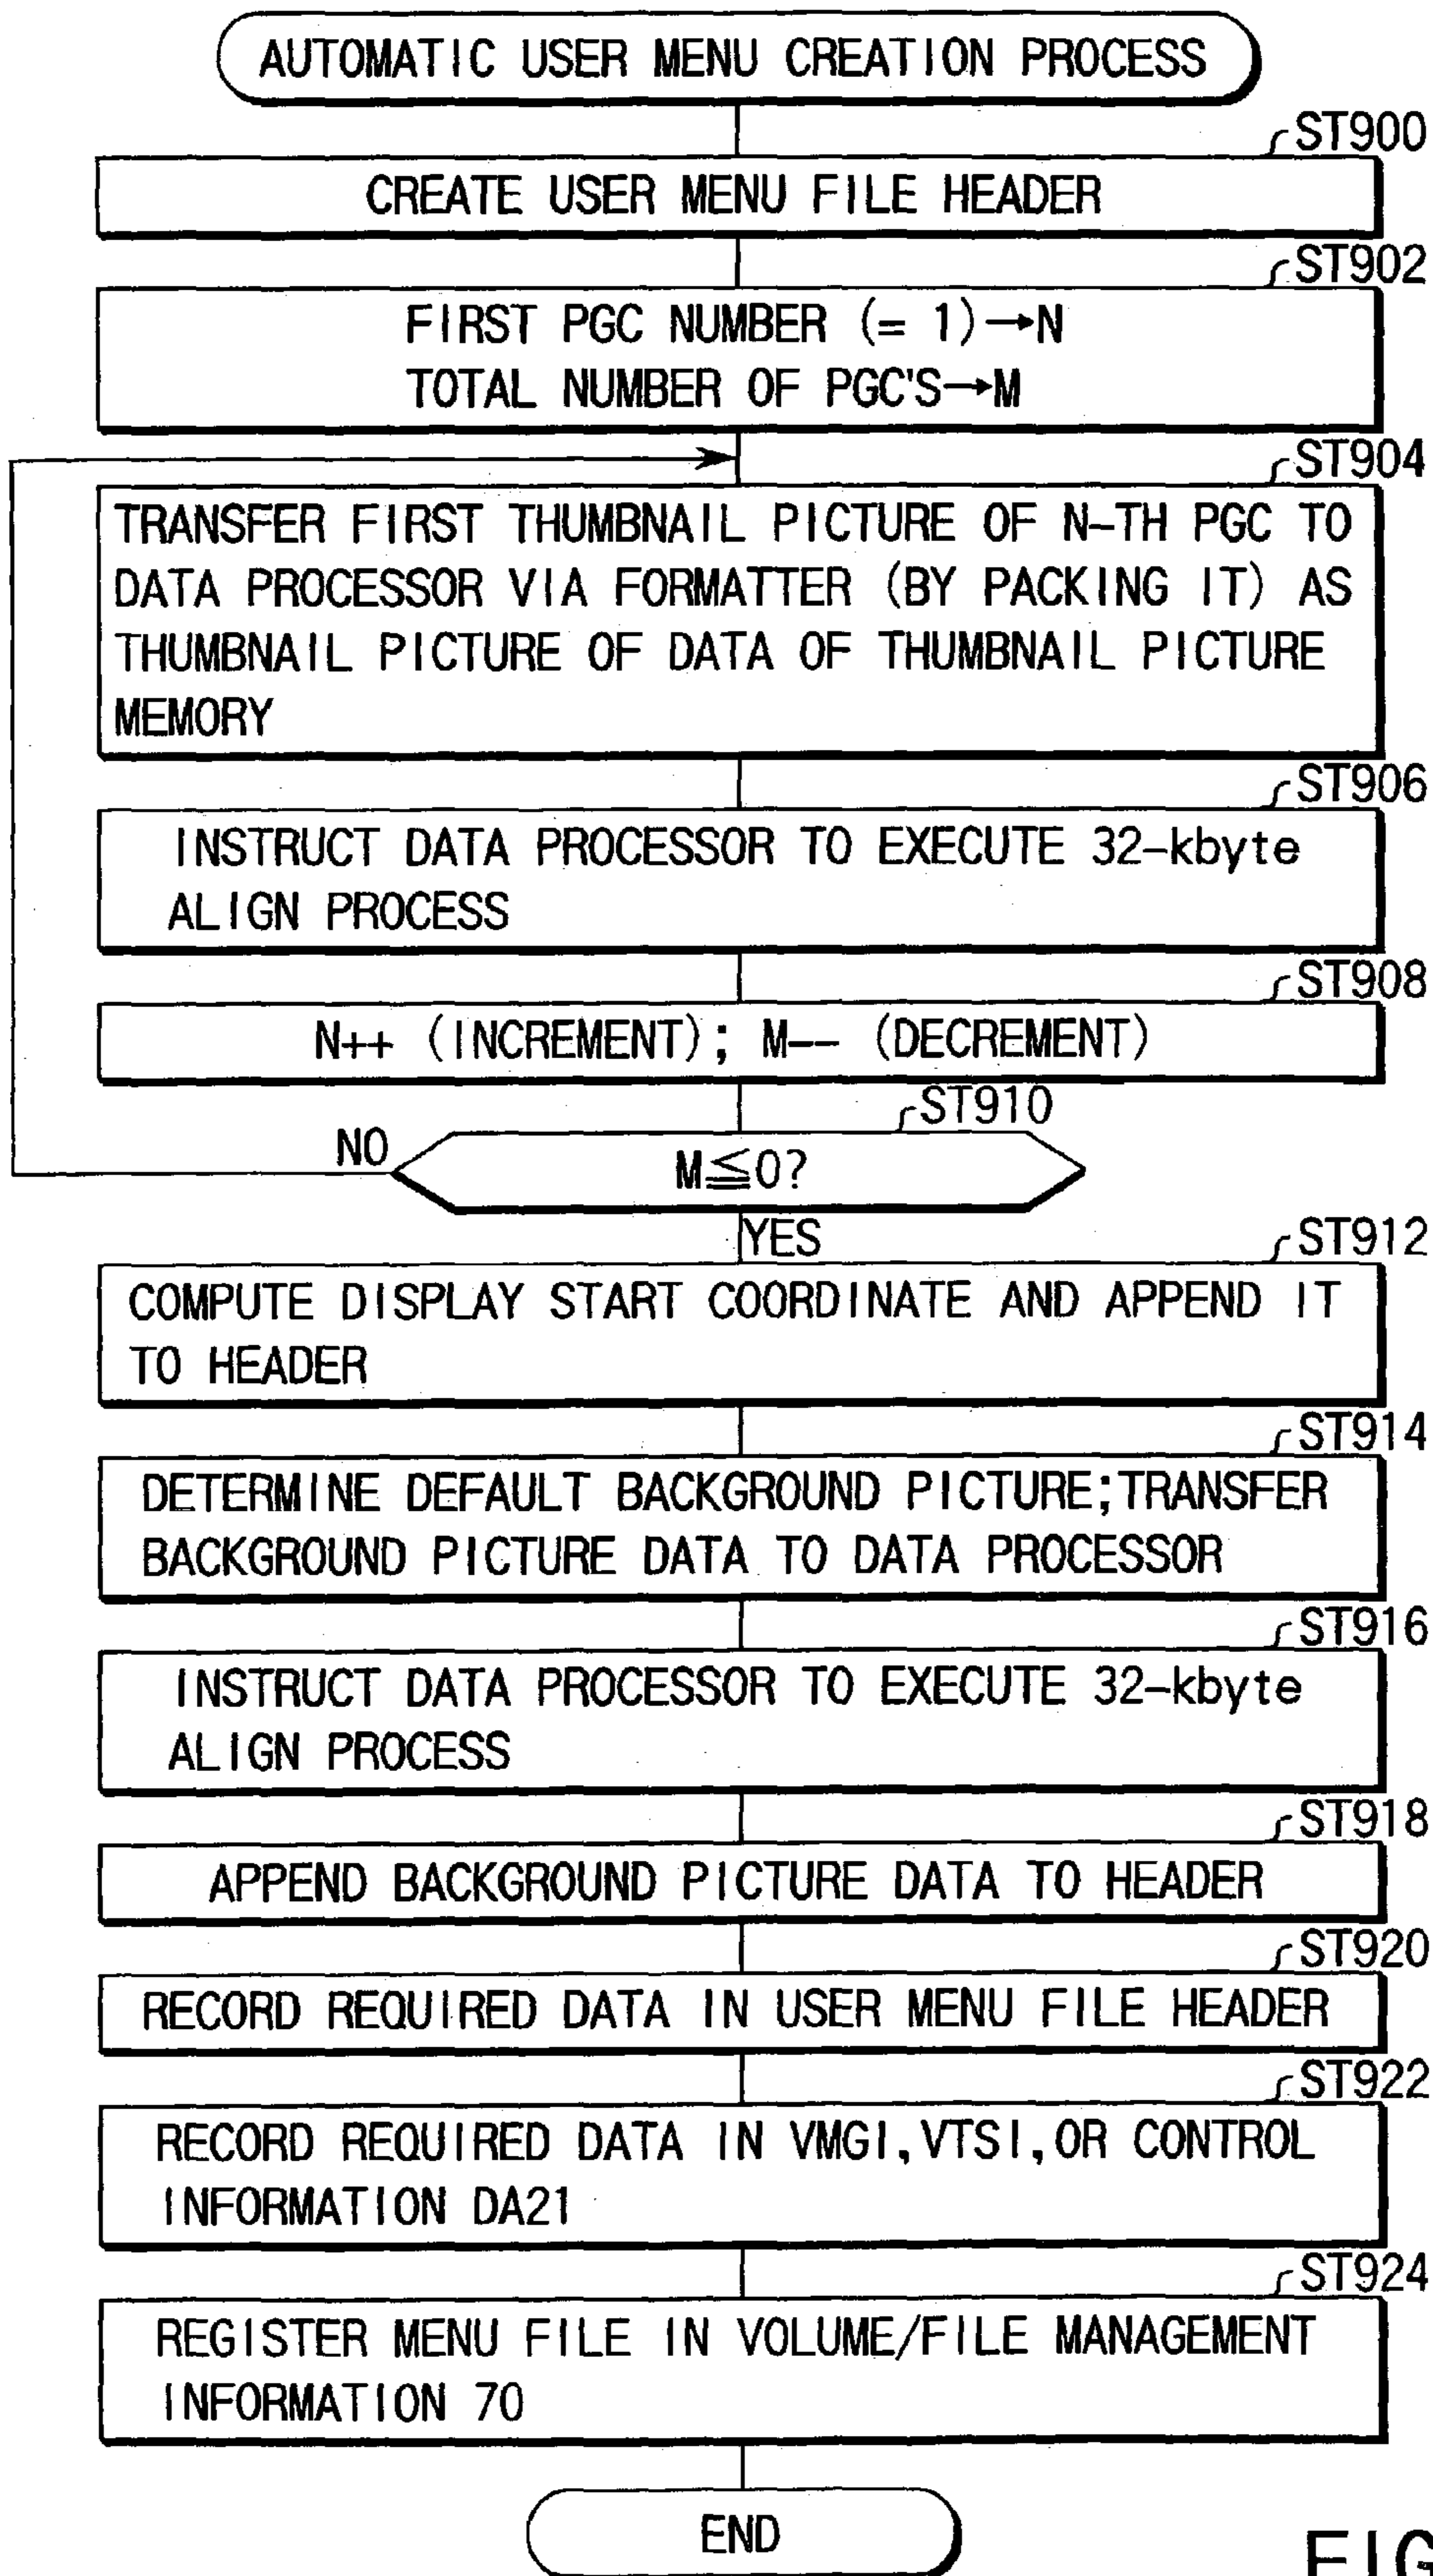 AUTOMATIC USER MENU CREATION PROCESS
ST900
CREATE USER MENU FILE HEADER
ST902
FIRST PGC NUMBER (= 1)→N
TOTAL NUMBER OF PGC'S→M
ST904
TRANSFER FIRST THUMBNAIL PICTURE OF N-TH PGC TO
DATA PROCESSOR VIA FORMATTER (BY PACKING IT) AS
THUMBNAIL PICTURE OF DATA OF THUMBNAIL PICTURE
MEMORY
ST906
INSTRUCT DATA PROCESSOR TO EXECUTE 32-kbyte
ALIGN PROCESS
ST908
N++ (INCREMENT); M-- (DECREMENT)
ST910
NO
M≦0?
YES
ST912
COMPUTE DISPLAY START COORDINATE AND APPEND IT
TO HEADER
ST914
DETERMINE DEFAULT BACKGROUND PICTURE;TRANSFER
BACKGROUND PICTURE DATA TO DATA PROCESSOR
ST916
INSTRUCT DATA PROCESSOR TO EXECUTE 32-kbyte
ALIGN PROCESS
ST918
APPEND BACKGROUND PICTURE DATA TO HEADER
ST920
RECORD REQUIRED DATA IN USER MENU FILE HEADER
ST922
RECORD REQUIRED DATA IN VMGI,VTSI,OR CONTROL
INFORMATION DA21
ST924
REGISTER MENU FILE IN VOLUME/FILE MANAGEMENT
INFORMATION 70
END